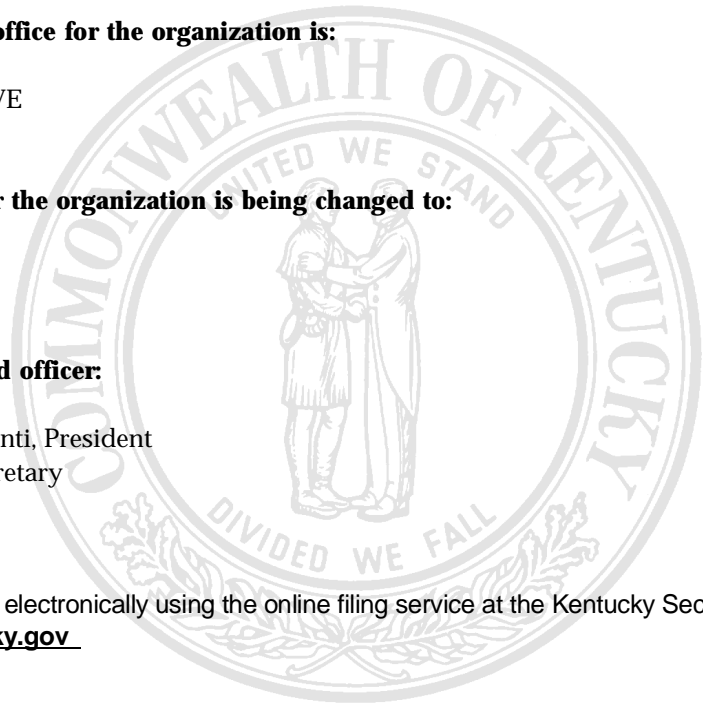 office for the organization is:
VE
r the organization is being changed to:
d officer:
nti, President
retary
electronically using the online filing service at the Kentucky Sec
ky.gov
COMMONWEALTH OF KENTUCKY
UNITED WE STAND
DIVIDED WE FALL